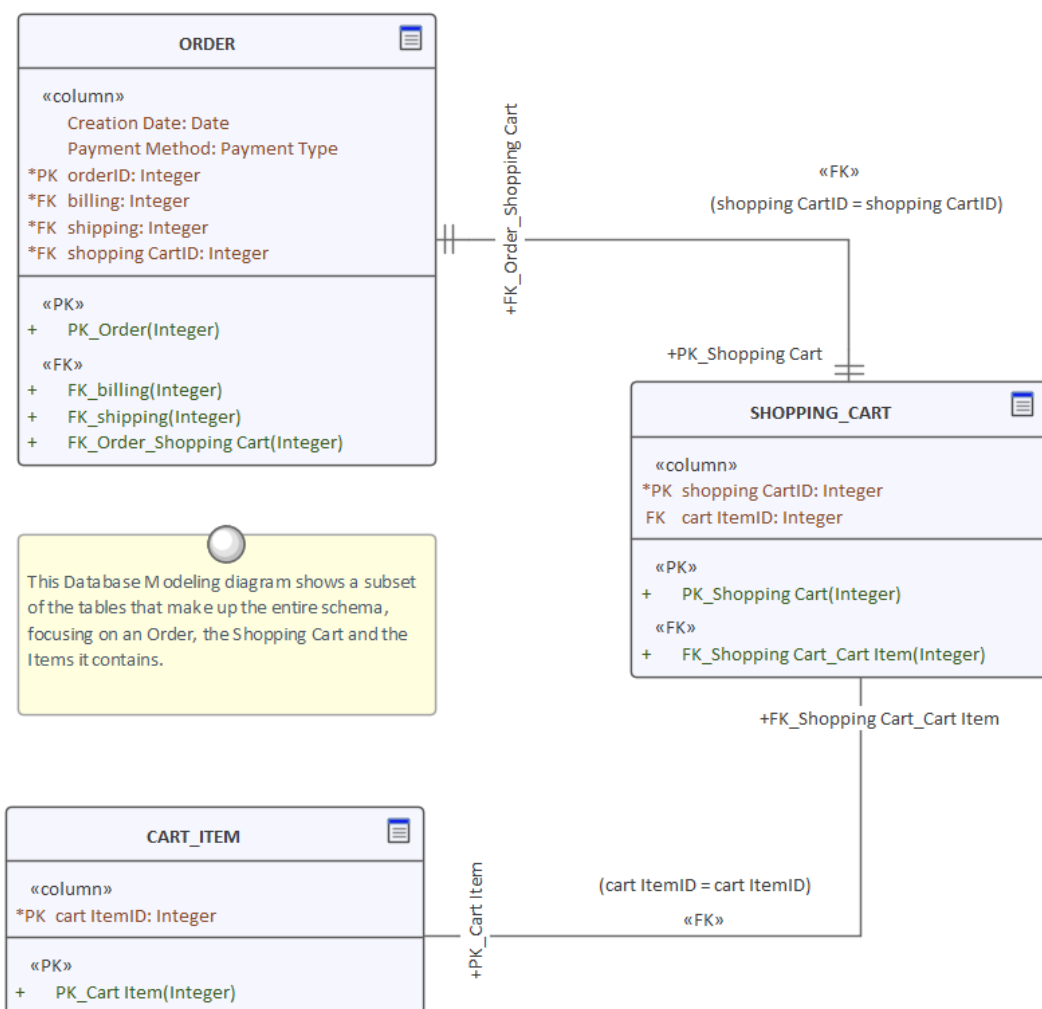 ORDER
«column»
Creation Date: Date
Payment Method: Payment Type
*PK orderID: Integer
*FK billing: Integer
*FK shipping: Integer
*FK shopping CartID: Integer
«PK»
+ PK_Order(Integer)
«FK»
+ FK_billing(Integer)
+ FK_shipping(Integer)
+ FK_Order_Shopping Cart(Integer)
+FK_Order_Shopping Cart
«FK»
(shopping CartID = shopping CartID)
+PK_Shopping Cart
SHOPPING_CART
«column»
*PK shopping CartID: Integer
FK cart ItemID: Integer
«PK»
+ PK_Shopping Cart(Integer)
«FK»
+ FK_Shopping Cart_Cart Item(Integer)
This Database Modeling diagram shows a subset
of the tables that make up the entire schema,
focusing on an Order, the Shopping Cart and the
Items it contains.
+FK_Shopping Cart_Cart Item
CART_ITEM
«column»
*PK cart ItemID: Integer
«PK»
+ PK_Cart Item(Integer)
+PK_Cart Item
(cart ItemID = cart ItemID)
«FK»